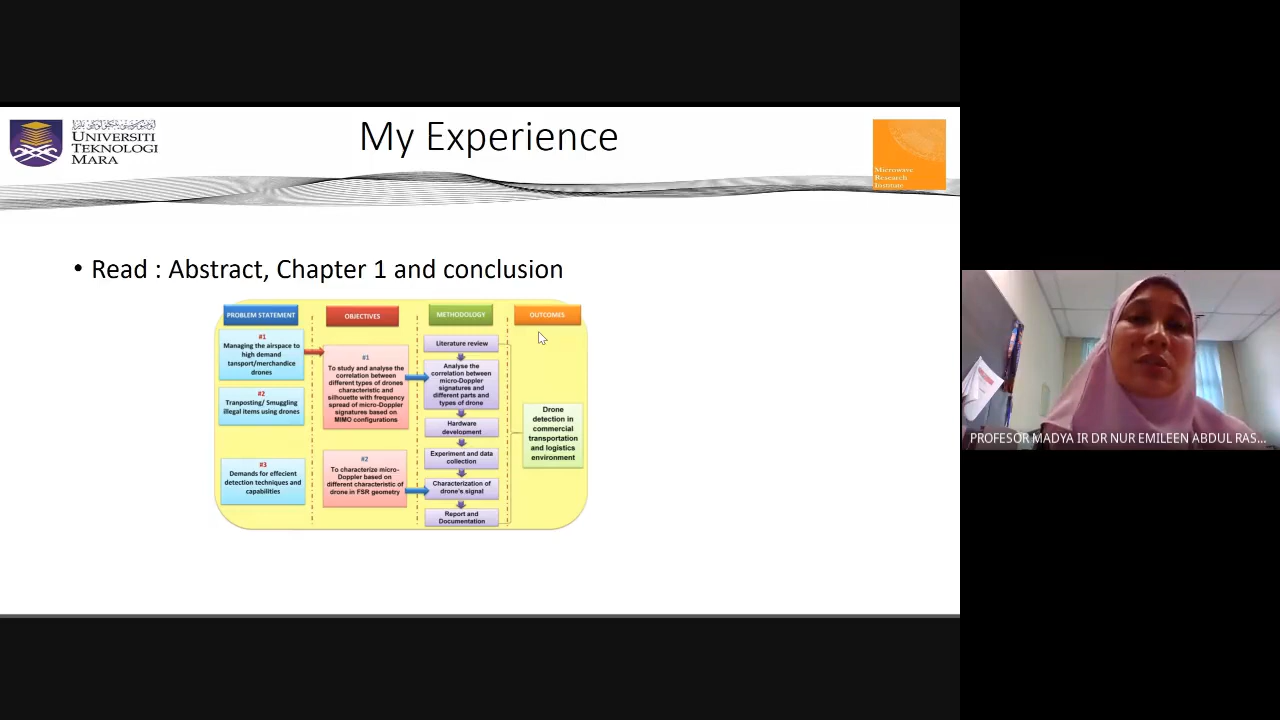 UNIVERSITI
TEKNOLOGI
MARA
My Experience
Microwave
Research
Institute
• Read : Abstract, Chapter 1 and conclusion
PROBLEM STATEMENT
#1
Managing the airspace to
high demand
tansport/merchandice
drones
#2
Tranposting/ Smuggling
illegal items using drones
#3
Demands for effecient
detection techniques and
capabilities
OBJECTIVES
#1
To study and analyse the
correlation between
different types of drones
characteristic and
silhouette with frequency
spread of micro-Doppler
signatures based on
MIMO configurations
#2
To characterize micro-
Doppler based on
different characteristic of
drone in FSR geometry
METHODOLOGY
Literature review
Analyse the
correlation between
micro-Doppler
signatures and
different parts and
types of drone
Hardware
development
Experiment and data
collection
Characterization of
drone's signal
Report and
Documentation
OUTCOMES
Drone
detection in
commercial
transportation
and logistics
environment
PROFESOR MADYA IR DR NUR EMILEEN ABDUL RAS...